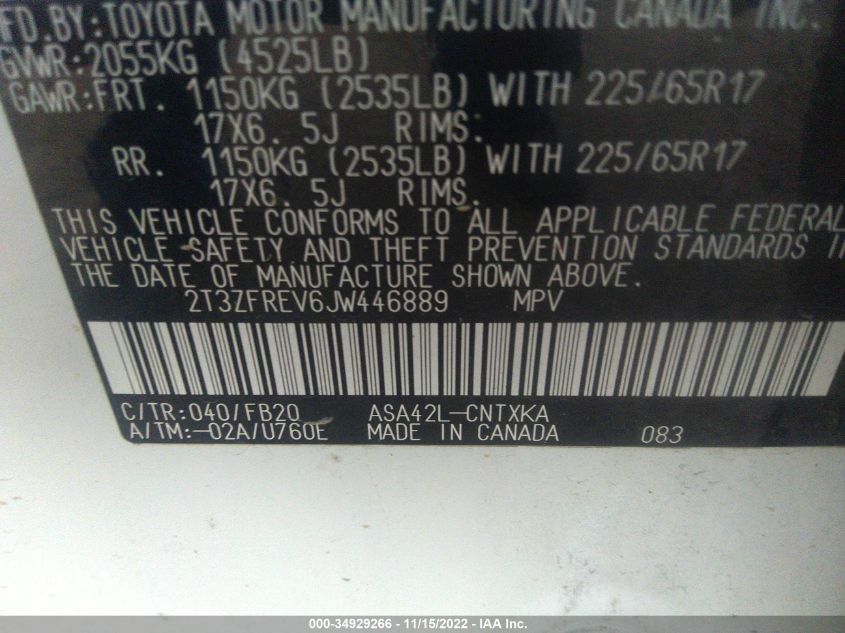 FD.BY:TOYOTA MOTOR MANUFACTURING CANADA INC.
GVWR:2055KG (4525LB)
GAWR:FRT. 1150KG (2535LB) WITH 225/65R17
17X6. 5J RIMS.
RR. 1150KG (2535LB) WITH 225/65R17
17X6. 5J RIMS.
THIS VEHICLE CONFORMS TO ALL APPLICABLE FEDERAL
VEHICLE SAFETY AND THEFT PREVENTION STANDARDS I
THE DATE OF MANUFACTURE SHOWN ABOVE.
2T3ZFREV6JW446889 MPV
C/TR:040/FB20 ASA42L-CNTXKA
A/TM:-02A/U760E MADE IN CANADA 083
000-34929266 - 11/15/2022 - IAA Inc.